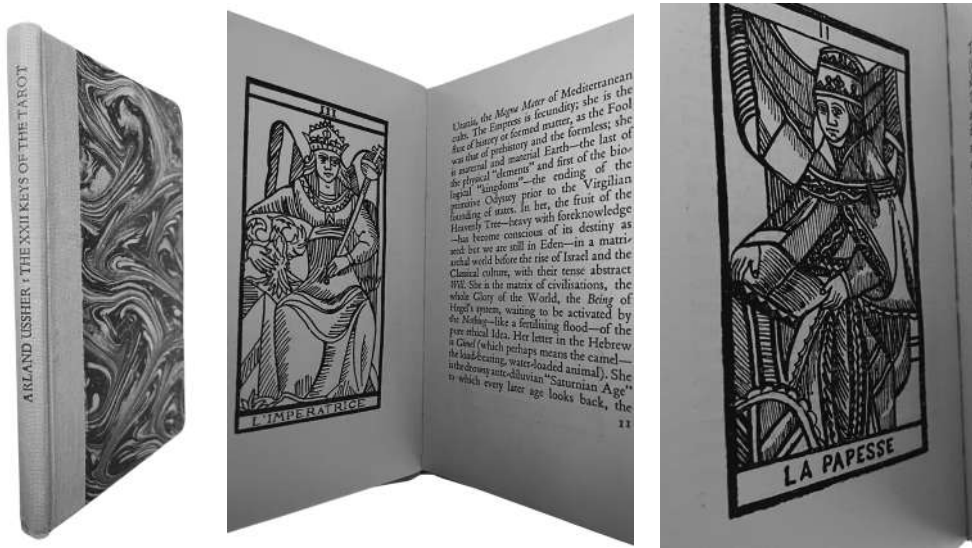 ARLAND USSHER : THE XXII KEYS OF THE TAROT
III
L'IMPERATRICE
Urania, the Magna Mater of Mediterranean
cults. The Empress is fecundity; she is the
flux of history or formed matter, as the Fool
was that of prehistory and the formless; she
is maternal and material Earth—the last of
the physical "elements" and first of the bio-
logical "kingdoms"—the ending of the
primitive Odyssey prior to the Virgilian
founding of states. In her, the fruit of the
Heavenly Tree—heavy with foreknowledge
—has become conscious of its destiny as
seed: but we are still in Eden—in a matri-
archal world before the rise of Israel and the
Classical culture, with their tense abstract
Will. She is the matrix of civilisations, the
whole Glory of the World, the Being of
Hegel's system, waiting to be activated by
the Nothing—like a fertilising flood—of the
pure ethical Idea. Her letter in the Hebrew
is Gimel (which perhaps means the camel—
the load-bearing, water-loaded animal). She
is the drowsy ante-diluvian "Saturnian Age"
to which every later age looks back, the
11
II
LA PAPESSE